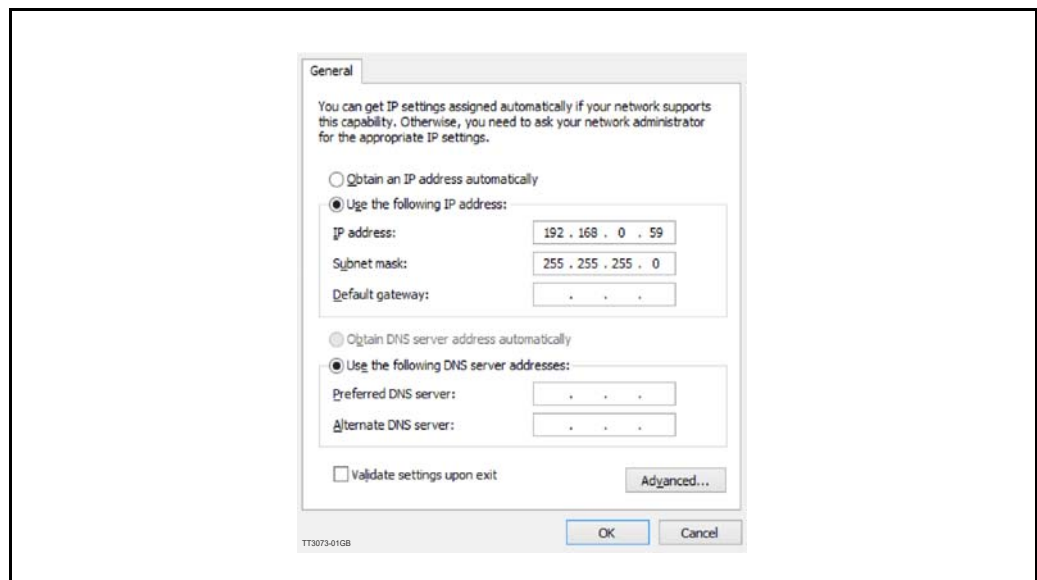 General
You can get IP settings assigned automatically if your network supports
this capability. Otherwise, you need to ask your network administrator
for the appropriate IP settings.
Obtain an IP address automatically
Use the following IP address:
IP address: 192 . 168 . 0 . 59
Subnet mask: 255 . 255 . 255 . 0
Default gateway: . . .
Obtain DNS server address automatically
Use the following DNS server addresses:
Preferred DNS server: . . .
Alternate DNS server: . . .
Validate settings upon exit
Advanced...
OK Cancel
TT3073-01GB